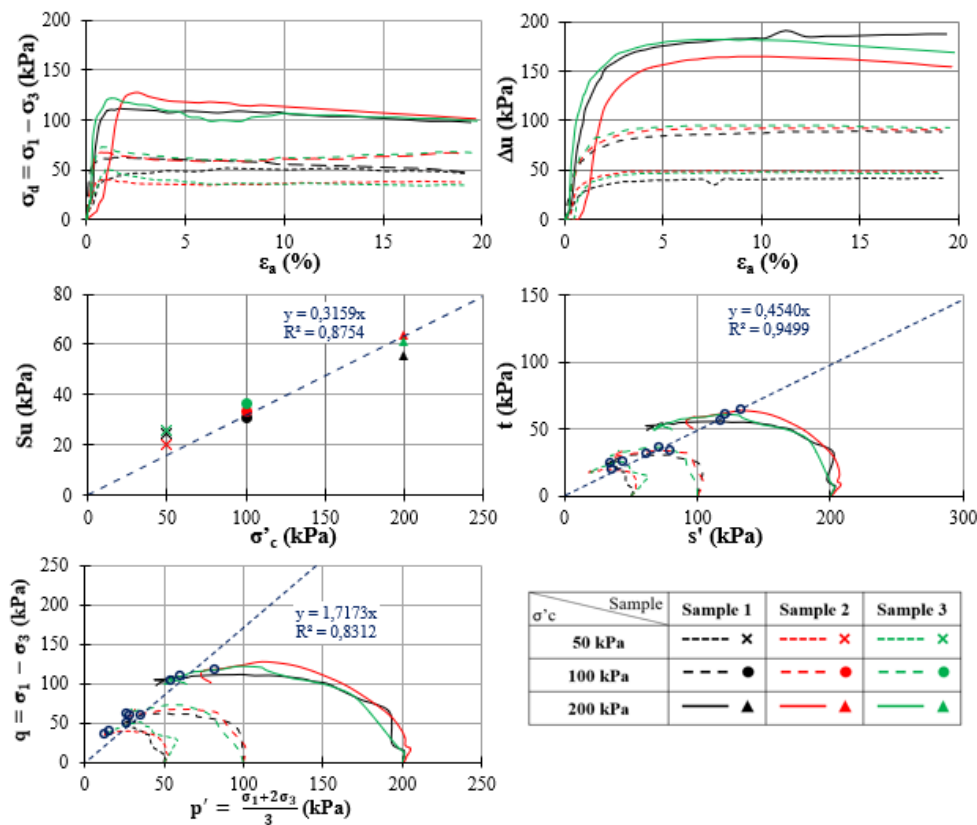 200
150
100
50
0
σd = σ1 − σ3 (kPa)
0 5 10 15 20
εa (%)
200
150
100
50
0
Δu (kPa)
0 5 10 15 20
εa (%)
80
60
40
20
0
Su (kPa)
y = 0,3159x
R² = 0,8754
0 50 100 150 200 250
σ'c (kPa)
150
100
50
0
t (kPa)
y = 0,4540x
R² = 0,9499
0 100 200 300
s' (kPa)
250
200
150
100
50
0
q = σ1 − σ3 (kPa)
y = 1,7173x
R² = 0,8312
0 50 100 150 200 250
p' = (σ1+2σ3)/3 (kPa)
Sample
σ'c
Sample 1 Sample 2 Sample 3
50 kPa
100 kPa
200 kPa